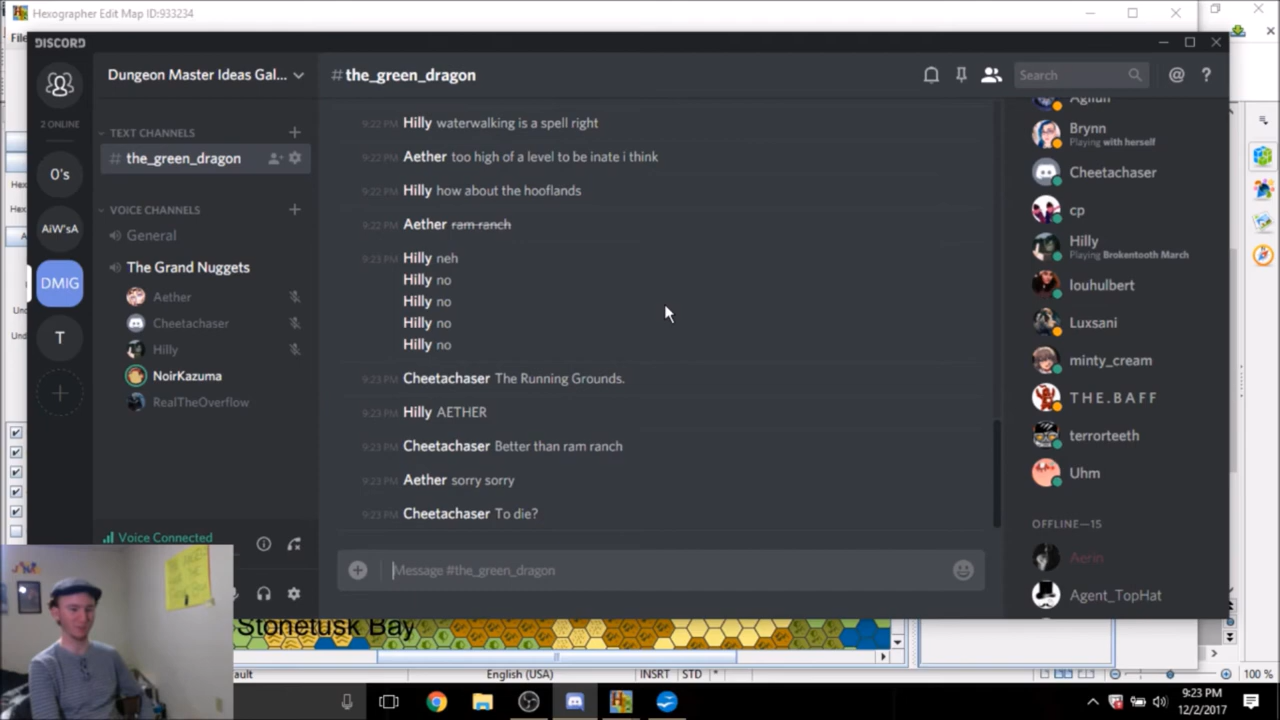 Hexographer Edit Map ID:933234
DISCORD
Dungeon Master Ideas Gal...
#the_green_dragon
Search
@
?
2 ONLINE
TEXT CHANNELS
# the_green_dragon
O's
VOICE CHANNELS
General
AiW'sA
The Grand Nuggets
DMIG
Aether
Cheetachaser
Hilly
T
NoirKazuma
RealTheOverflow
9:22 PM Hilly waterwalking is a spell right
9:22 PM Aether too high of a level to be inate i think
9:22 PM Hilly how about the hooflands
9:22 PM Aether ram ranch
9:23 PM Hilly neh
Hilly no
Hilly no
Hilly no
Hilly no
9:23 PM Cheetachaser The Running Grounds.
9:23 PM Hilly AETHER
9:23 PM Cheetachaser Better than ram ranch
9:23 PM Aether sorry sorry
9:23 PM Cheetachaser To die?
Message #the_green_dragon
Brynn
Playing with herself
Cheetachaser
cp
Hilly
Playing Brokentooth March
louhulbert
Luxsani
minty_cream
T H E . B A F F
terrorteeth
Uhm
OFFLINE—15
Aerin
Agent_TopHat
Voice Connected
Stonetusk Bay
English (USA)
INSRT
STD
*
100 %
9:23 PM
12/2/2017